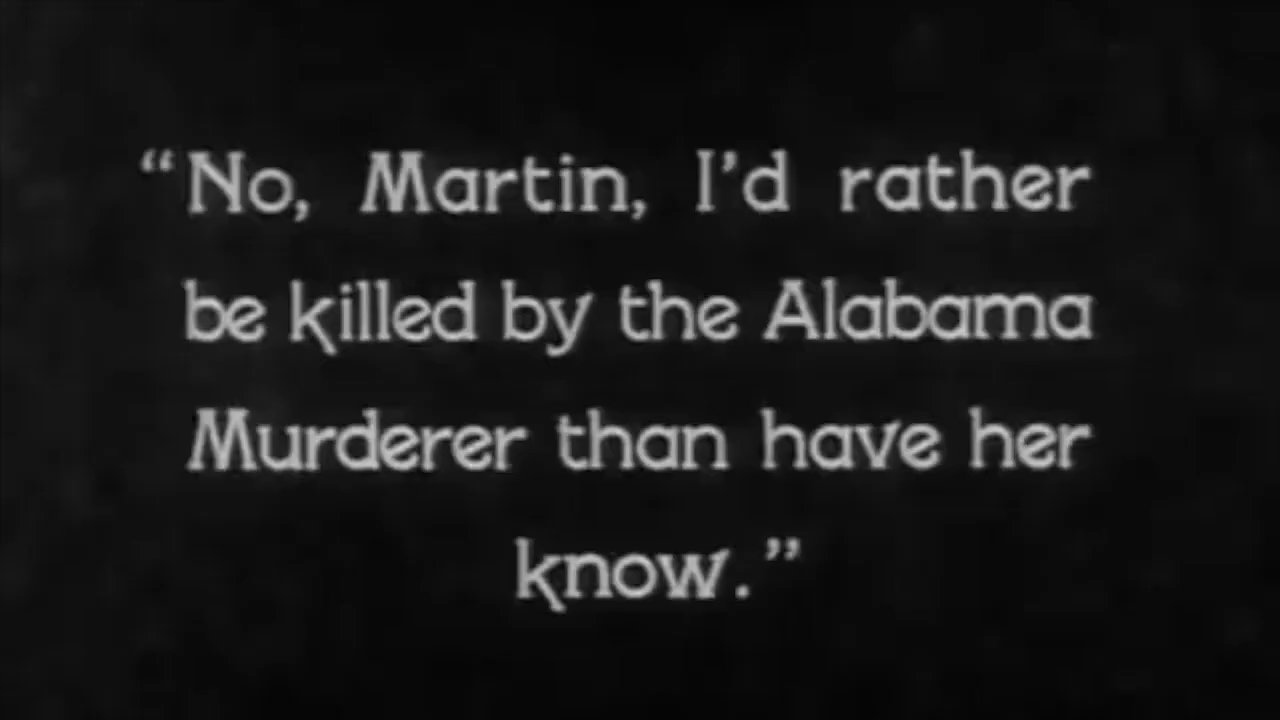 “No, Martin, I’d rather
be killed by the Alabama
Murderer than have her
know.”